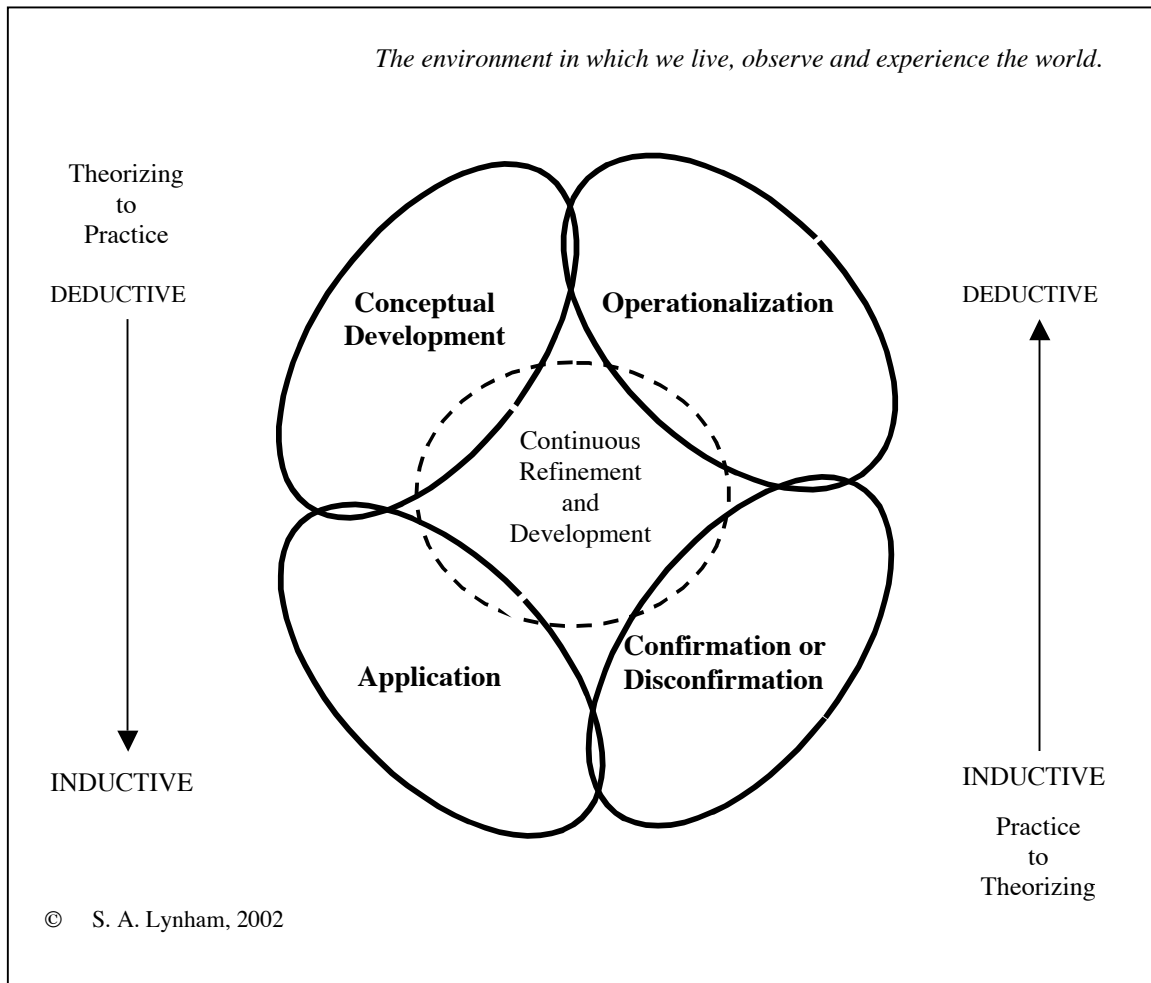 The environment in which we live, observe and experience the world.
Theorizing
to
Practice
DEDUCTIVE
INDUCTIVE
Conceptual
Development
Operationalization
Continuous
Refinement
and
Development
Application
Confirmation or
Disconfirmation
DEDUCTIVE
INDUCTIVE
Practice
to
Theorizing
© S. A. Lynham, 2002